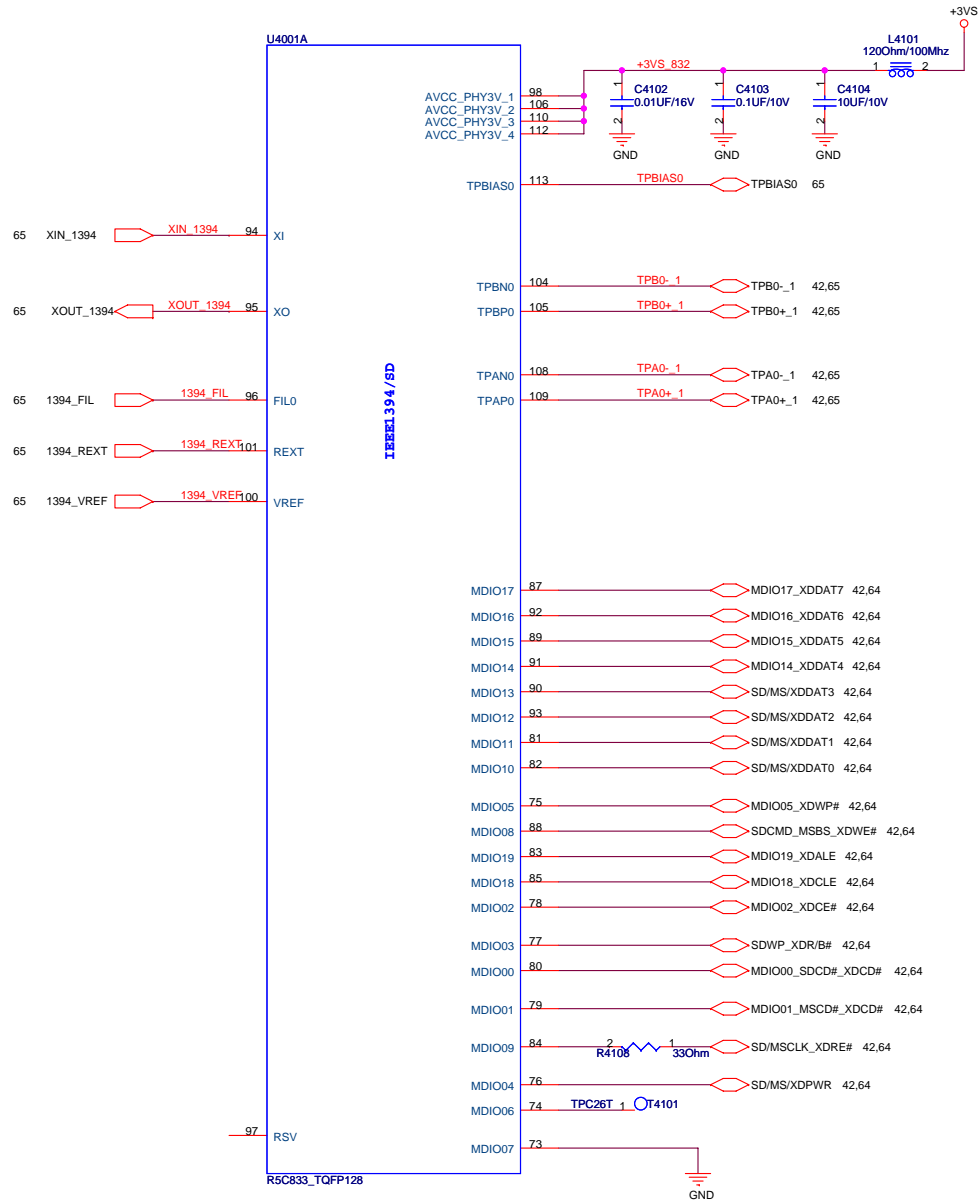 +3VS
U4001A
L4101
120Ohm/100Mhz
+3VS_832
1 2
AVCC_PHY3V_1 98
AVCC_PHY3V_2 106
AVCC_PHY3V_3 110
AVCC_PHY3V_4 112
1 C4102 0.01UF/16V 2 GND
1 C4103 0.1UF/10V 2 GND
1 C4104 10UF/10V 2 GND
TPBIAS0 113 TPBIAS0 TPBIAS0 65
65 XIN_1394 XIN_1394 94 XI
TPBN0 104 TPB0-_1 TPB0-_1 42,65
65 XOUT_1394 XOUT_1394 95 XO
TPBP0 105 TPB0+_1 TPB0+_1 42,65
IEEE1394/SD
TPAN0 108 TPA0-_1 TPA0-_1 42,65
65 1394_FIL 1394_FIL 96 FIL0
TPAP0 109 TPA0+_1 TPA0+_1 42,65
65 1394_REXT 1394_REXT 101 REXT
65 1394_VREF 1394_VREF 100 VREF
MDIO17 87 MDIO17_XDDAT7 42,64
MDIO16 92 MDIO16_XDDAT6 42,64
MDIO15 89 MDIO15_XDDAT5 42,64
MDIO14 91 MDIO14_XDDAT4 42,64
MDIO13 90 SD/MS/XDDAT3 42,64
MDIO12 93 SD/MS/XDDAT2 42,64
MDIO11 81 SD/MS/XDDAT1 42,64
MDIO10 82 SD/MS/XDDAT0 42,64
MDIO05 75 MDIO05_XDWP# 42,64
MDIO08 88 SDCMD_MSBS_XDWE# 42,64
MDIO19 83 MDIO19_XDALE 42,64
MDIO18 85 MDIO18_XDCLE 42,64
MDIO02 78 MDIO02_XDCE# 42,64
MDIO03 77 SDWP_XDR/B# 42,64
MDIO00 80 MDIO00_SDCD#_XDCD# 42,64
MDIO01 79 MDIO01_MSCD#_XDCD# 42,64
MDIO09 84 2 1 SD/MSCLK_XDRE# 42,64
R4108 33Ohm
MDIO04 76 SD/MS/XDPWR 42,64
MDIO06 74 TPC26T 1 T4101
97 RSV
MDIO07 73
R5C833_TQFP128
GND